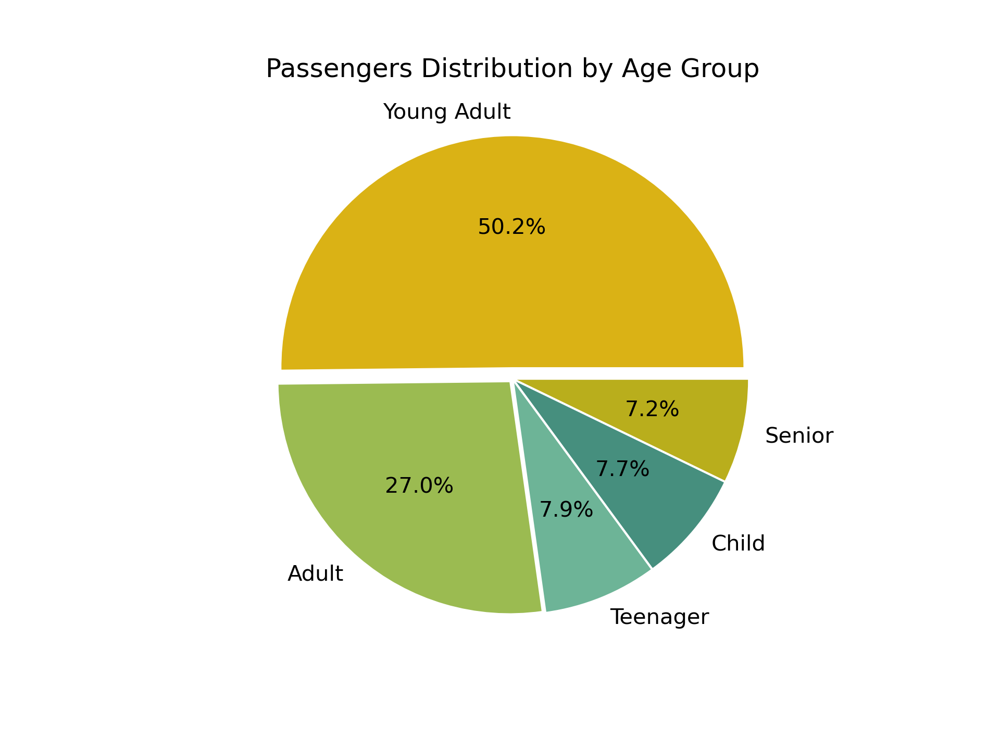 Passengers Distribution by Age Group
Young Adult
50.2%
7.2%
Senior
7.7%
27.0%
7.9%
Child
Adult
Teenager